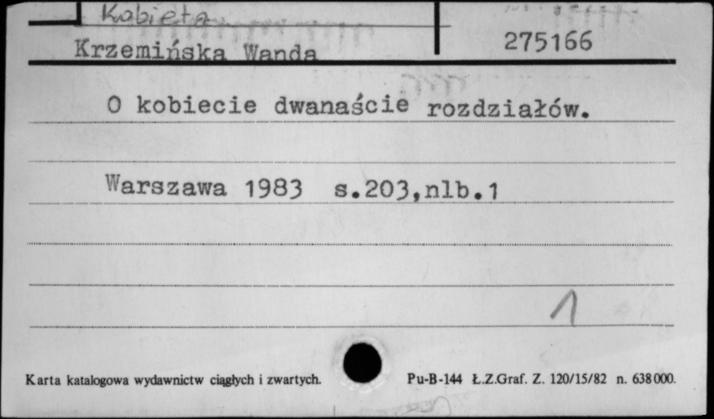 Kobieta
Krzemińska Wanda 275166
O kobiecie dwanaście rozdziałów.
Warszawa 1983 s.203,nlb.1
1
Karta katalogowa wydawnictw ciągłych i zwartych. Pu-B-144 Ł.Z.Graf. Z. 120/15/82 n. 638000.